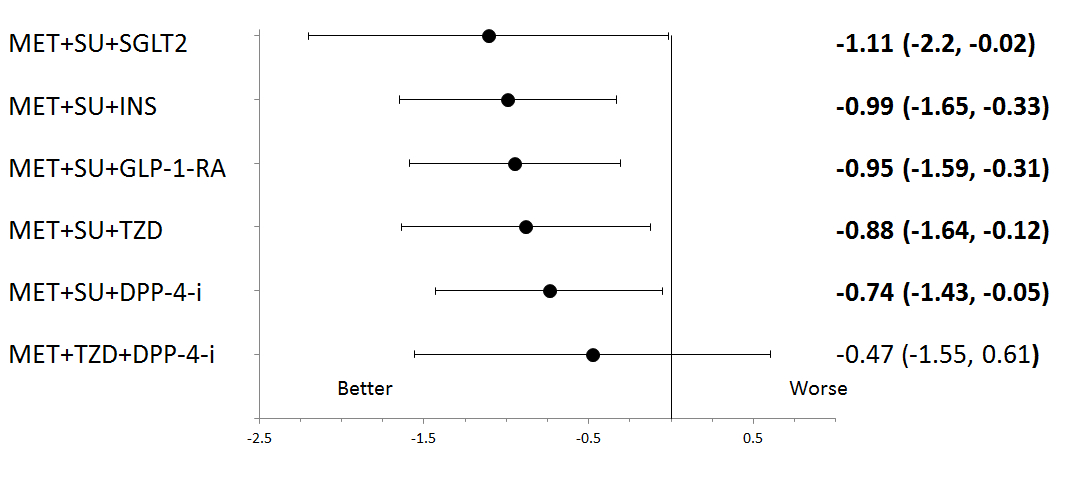 MET+SU+SGLT2 -1.11 (-2.2, -0.02)
MET+SU+INS -0.99 (-1.65, -0.33)
MET+SU+GLP-1-RA -0.95 (-1.59, -0.31)
MET+SU+TZD -0.88 (-1.64, -0.12)
MET+SU+DPP-4-i -0.74 (-1.43, -0.05)
MET+TZD+DPP-4-i -0.47 (-1.55, 0.61)
Better Worse
-2.5 -1.5 -0.5 0.5